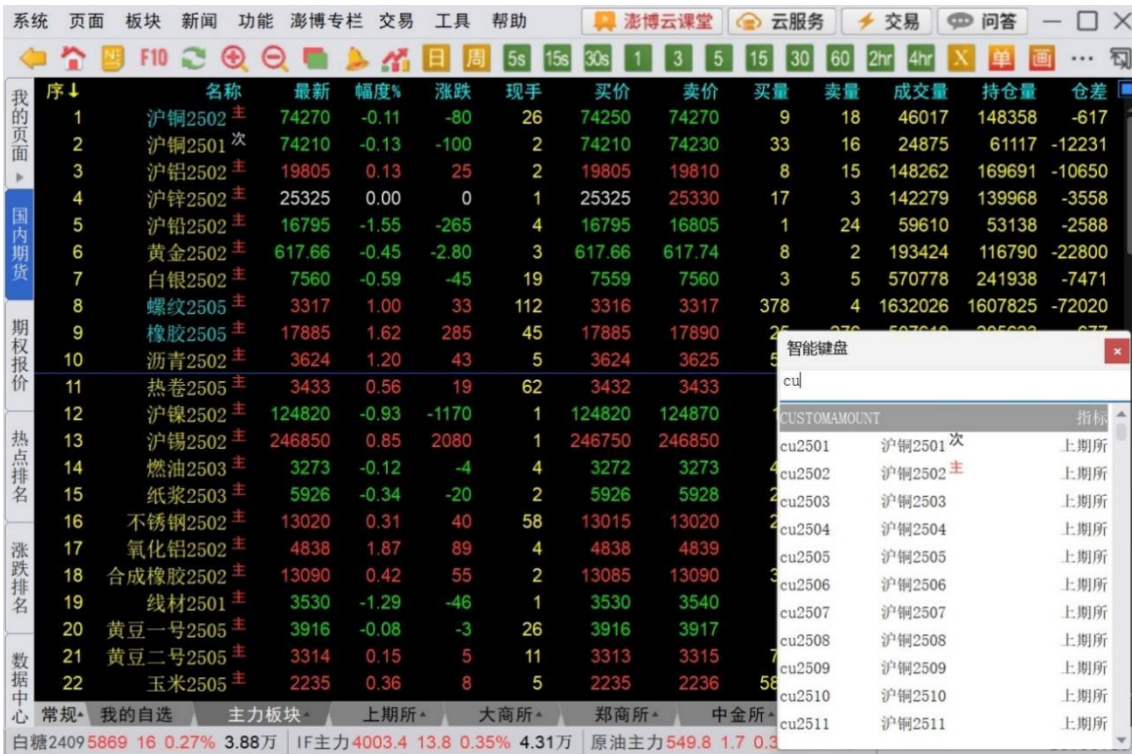 系统 页面 板块 新闻 功能 澎博专栏 交易 工具 帮助 澎博云课堂 云服务 交易 问答
F10 日 周 5s 15s 30s 1 3 5 15 30 60 2hr 4hr X 单 画 ...
我的页面
国内期货
期权报价
热点排名
涨跌排名
数据中心
序↓ 名称 最新 幅度% 涨跌 现手 买价 卖价 买量 卖量 成交量 持仓量 仓差
1 沪铜2502 主 74270 -0.11 -80 26 74250 74270 9 18 46017 148358 -617
2 沪铜2501 次 74210 -0.13 -100 2 74210 74230 33 16 24875 61117 -12231
3 沪铝2502 主 19805 0.13 25 2 19805 19810 8 15 148262 169691 -10650
4 沪锌2502 主 25325 0.00 0 1 25325 25330 17 3 142279 139968 -3558
5 沪铅2502 主 16795 -1.55 -265 4 16795 16805 1 24 59610 53138 -2588
6 黄金2502 主 617.66 -0.45 -2.80 3 617.66 617.74 8 2 193424 116790 -22800
7 白银2502 主 7560 -0.59 -45 19 7559 7560 3 5 570778 241938 -7471
8 螺纹2505 主 3317 1.00 33 112 3316 3317 378 4 1632026 1607825 -72020
9 橡胶2505 主 17885 1.62 285 45 17885 17890
10 沥青2502 主 3624 1.20 43 5 3624 3625
11 热卷2505 主 3433 0.56 19 62 3432 3433
12 沪镍2502 主 124820 -0.93 -1170 1 124820 124870
13 沪锡2502 主 246850 0.85 2080 1 246750 246850
14 燃油2503 主 3273 -0.12 -4 4 3272 3273
15 纸浆2503 主 5926 -0.34 -20 2 5926 5928
16 不锈钢2502 主 13020 0.31 40 58 13015 13020
17 氧化铝2502 主 4838 1.87 89 4 4838 4839
18 合成橡胶2502 主 13090 0.42 55 2 13085 13090
19 线材2501 主 3530 -1.29 -46 1 3530 3540
20 黄豆一号2505 主 3916 -0.08 -3 26 3916 3917
21 黄豆二号2505 主 3314 0.15 5 11 3313 3315
22 玉米2505 主 2235 0.36 8 5 2235 2236
智能键盘
cu
CUSTOMAMOUNT 指标
cu2501 沪铜2501 次 上期所
cu2502 沪铜2502 主 上期所
cu2503 沪铜2503 上期所
cu2504 沪铜2504 上期所
cu2505 沪铜2505 上期所
cu2506 沪铜2506 上期所
cu2507 沪铜2507 上期所
cu2508 沪铜2508 上期所
cu2509 沪铜2509 上期所
cu2510 沪铜2510 上期所
cu2511 沪铜2511 上期所
常规 我的自选 主力板块 上期所 大商所 郑商所 中金所
白糖2409 5869 16 0.27% 3.88万 IF主力 4003.4 13.8 0.35% 4.31万 原油主力 549.8 1.7